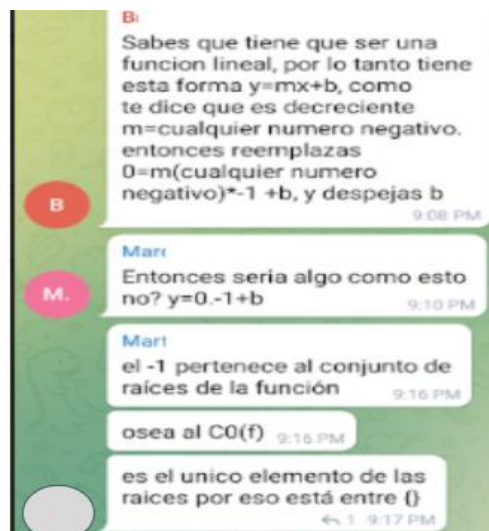 Sabes que tiene que ser una
funcion lineal, por lo tanto tiene
esta forma y=mx+b, como
te dice que es decreciente
m=cualquier numero negativo.
entonces reemplazas
0=m(cualquier numero
negativo)*-1 +b, y despejas b
9:08 PM
B
Marc
Entonces seria algo como esto
no? y=0.-1+b
9:10 PM
M.
Mart
el -1 pertenece al conjunto de
raíces de la función
9:16 PM
osea al C0(f) 9:16 PM
es el unico elemento de las
raices por eso está entre {}
1 9:17 PM